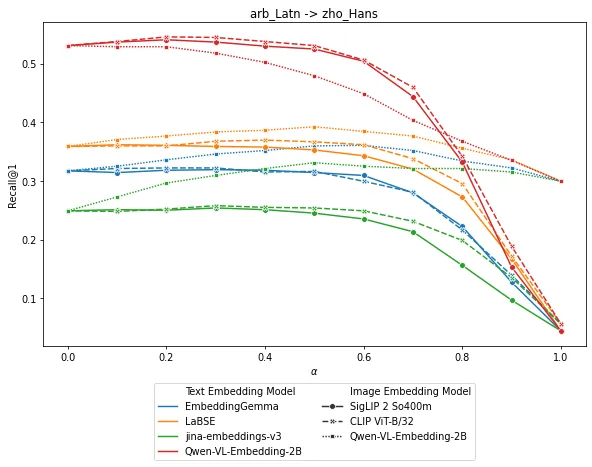 arb_Latn -> zho_Hans
Recall@1
0.5
0.4
0.3
0.2
0.1
0.0
0.2
0.4
0.6
0.8
1.0
α
Text Embedding Model
EmbeddingGemma
LaBSE
jina-embeddings-v3
Qwen-VL-Embedding-2B
Image Embedding Model
SigLIP 2 So400m
CLIP ViT-B/32
Qwen-VL-Embedding-2B